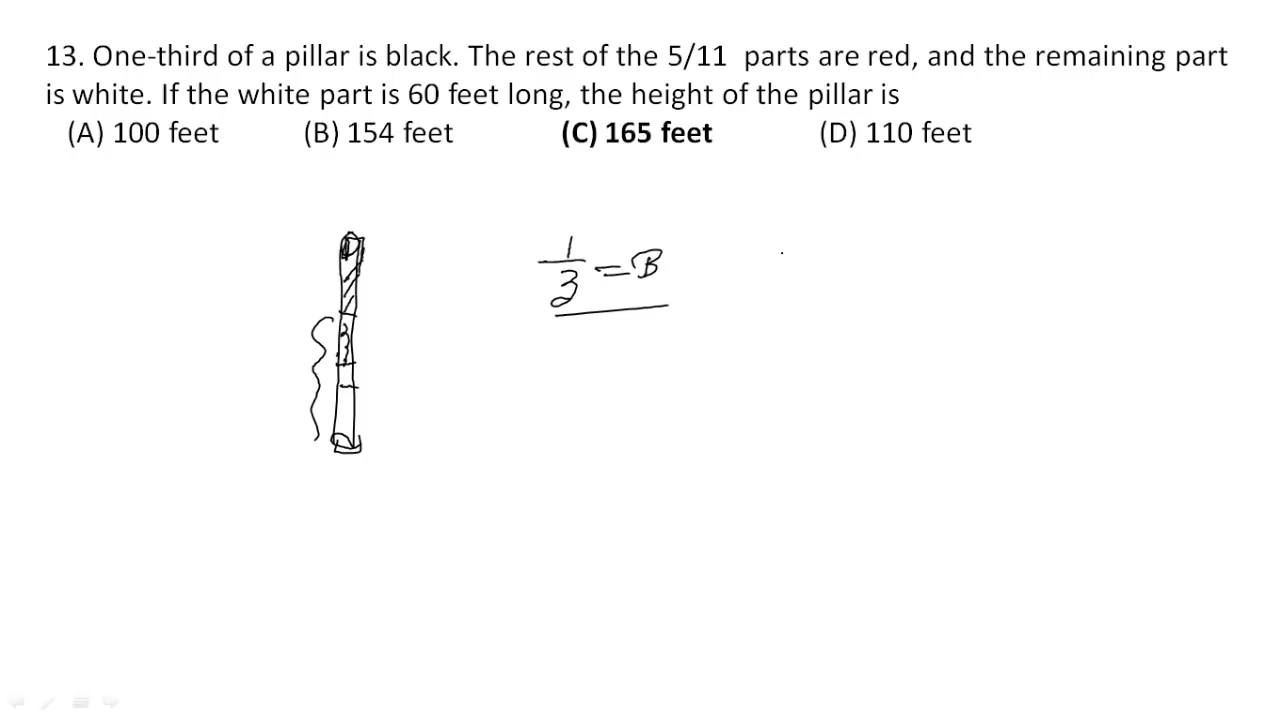 13. One-third of a pillar is black. The rest of the 5/11 parts are red, and the remaining part
is white. If the white part is 60 feet long, the height of the pillar is
(A) 100 feet (B) 154 feet (C) 165 feet (D) 110 feet
1/3 = B